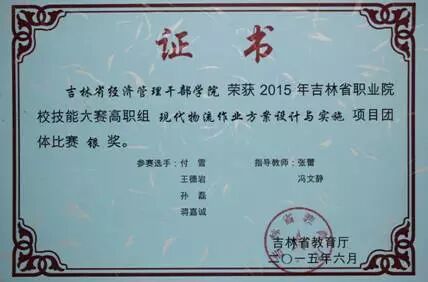 证书
吉林省经济管理干部学院 荣获 2015 年吉林省职业院
校技能大赛高职组 现代物流作业方案设计与实施 项目团
体比赛 银 奖。
参赛选手：付 雪 指导教师：张蕾
王德岩 冯文静
孙 磊
蒋嘉诚
吉林省教育厅
二〇一五年六月